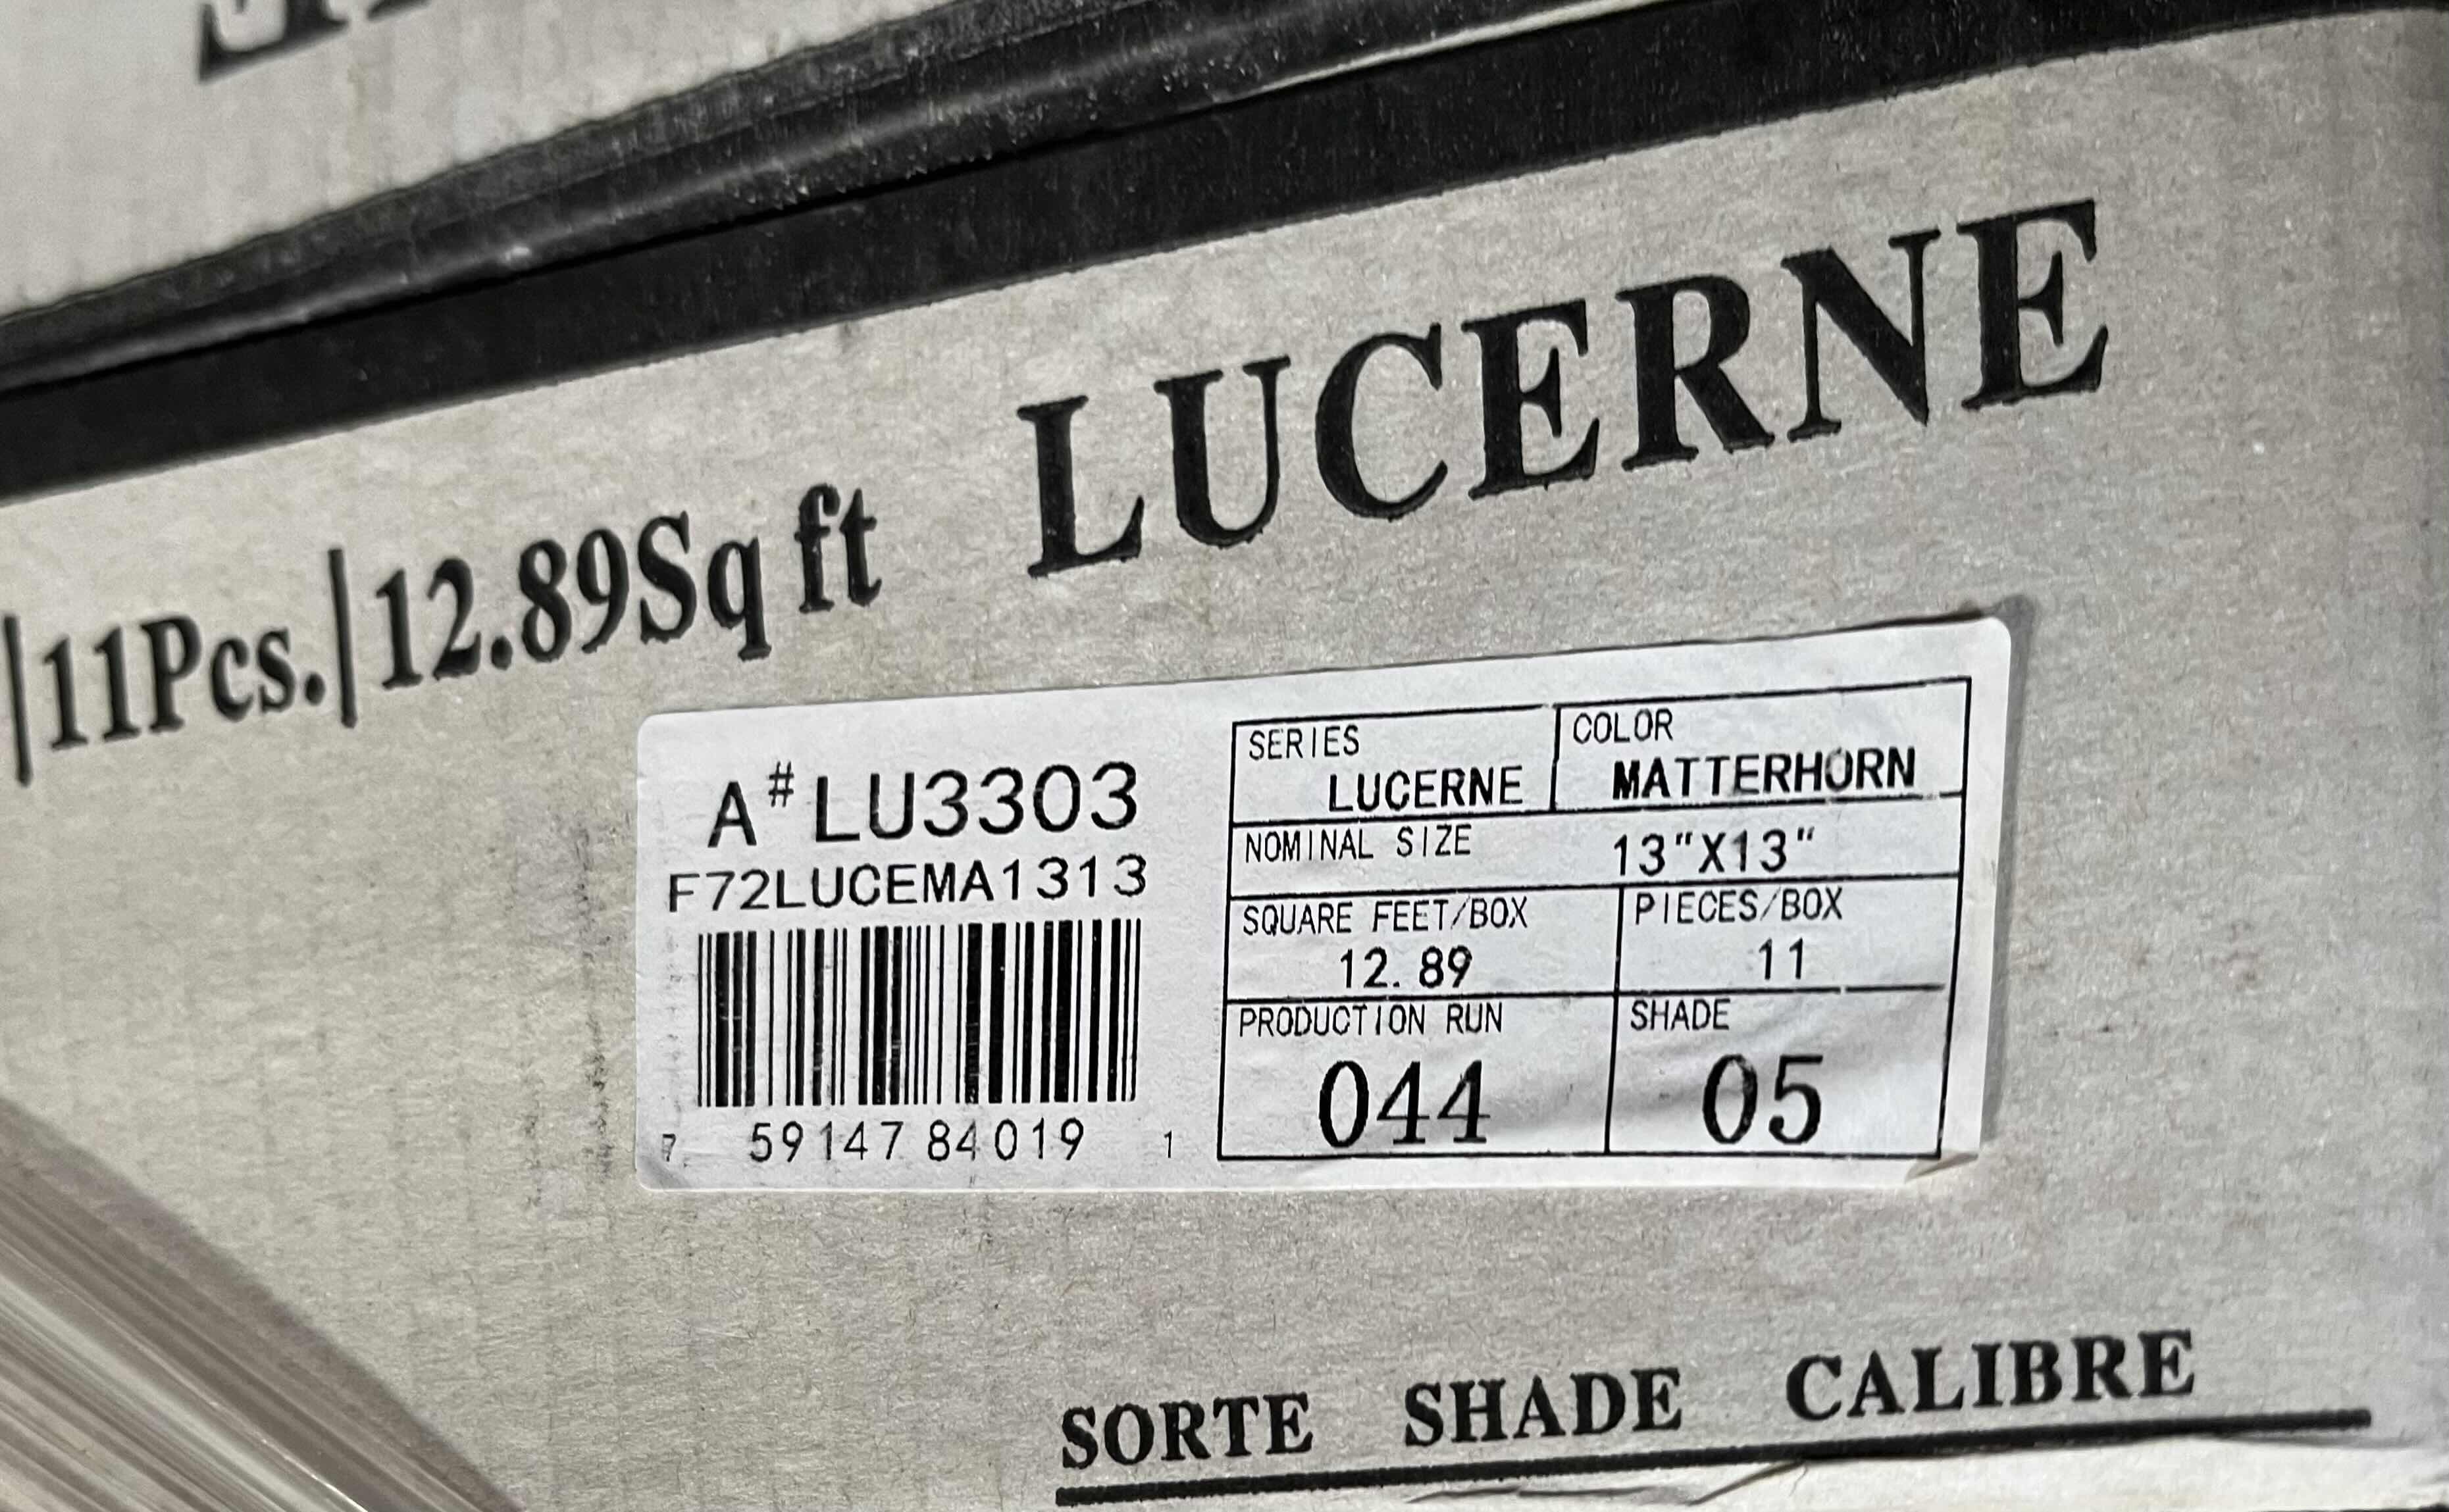 |11Pcs.|12.89Sq ft LUCERNE
A#LU3303
F72LUCEMA1313
7 59147 84019 1
SERIES
LUCERNE
COLOR
MATTERHORN
NOMINAL SIZE 13"X13"
SQUARE FEET/BOX
12.89
PIECES/BOX
11
PRODUCTION RUN
044
SHADE
05
SORTE SHADE CALIBRE